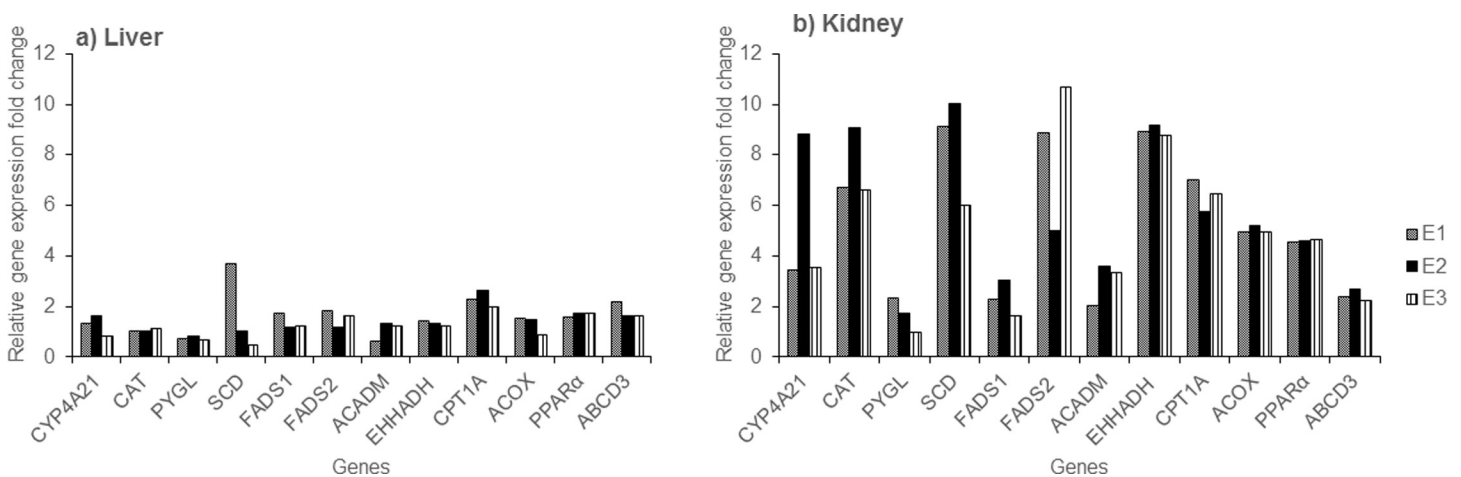 a) Liver
Relative gene expression fold change
12
10
8
6
4
2
0
CYP4A21
CAT
PYGL
SCD
FADS1
FADS2
ACADM
EHHADH
CPT1A
ACOX
PPARα
ABCD3
Genes
b) Kidney
Relative gene expression fold change
12
10
8
6
4
2
0
CYP4A21
CAT
PYGL
SCD
FADS1
FADS2
ACADM
EHHADH
CPT1A
ACOX
PPARα
ABCD3
Genes
E1
E2
E3